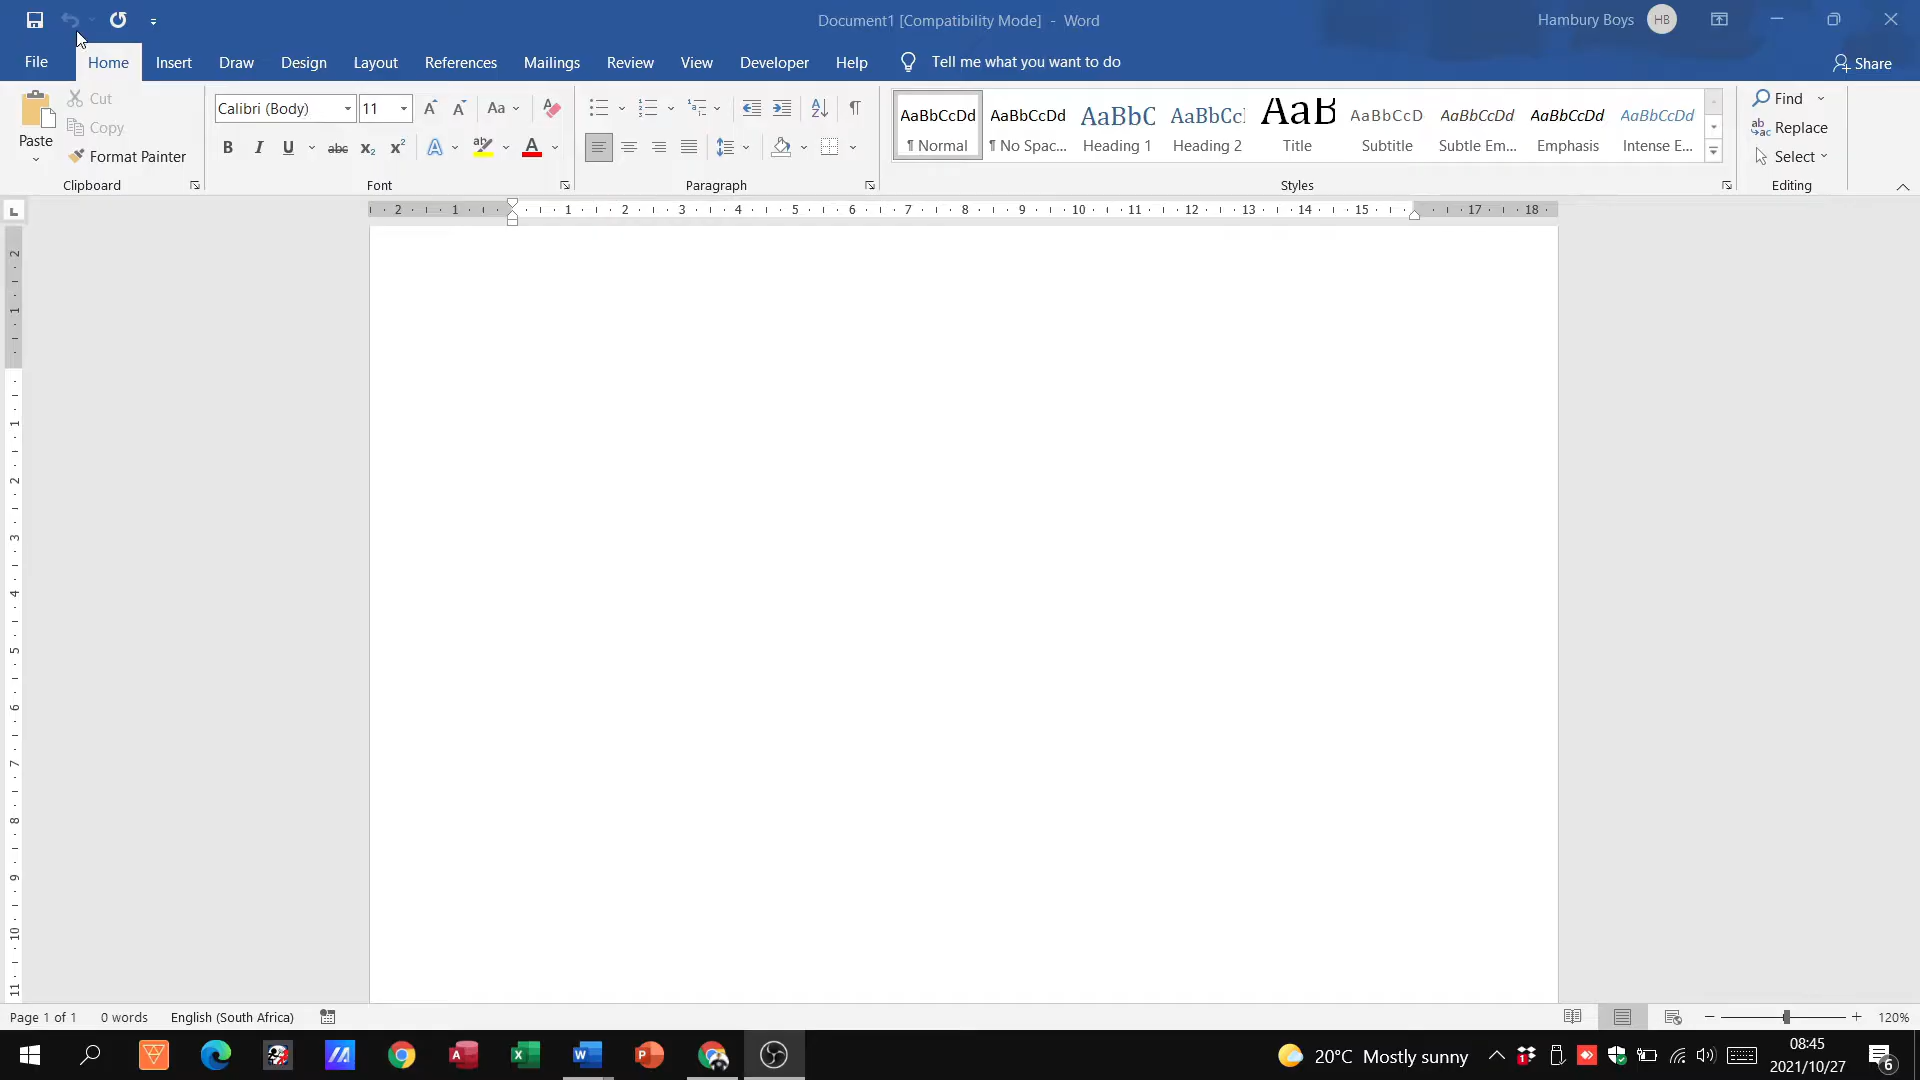 Document1 [Compatibility Mode] - Word
Hambury Boys
HB
File
Home
Insert
Draw
Design
Layout
References
Mailings
Review
View
Developer
Help
Tell me what you want to do
Share
Paste
Cut
Copy
Format Painter
Clipboard
Calibri (Body)
11
Aa
B I U abc x₂ x² A ab A
Font
Paragraph
AaBbCcDd
¶ Normal
AaBbCcDd
¶ No Spac...
AaBbC
Heading 1
AaBbCc
Heading 2
AaB
Title
AaBbCcD
Subtitle
AaBbCcDd
Subtle Em...
AaBbCcDd
Emphasis
AaBbCcDd
Intense E...
Styles
Find
Replace
Select
Editing
2 1 1 2 3 4 5 6 7 8 9 10 11 12 13 14 15 17 18
2
1
1
2
3
4
5
6
7
8
9
10
11
Page 1 of 1
0 words
English (South Africa)
120%
20°C Mostly sunny
08:45
2021/10/27
6